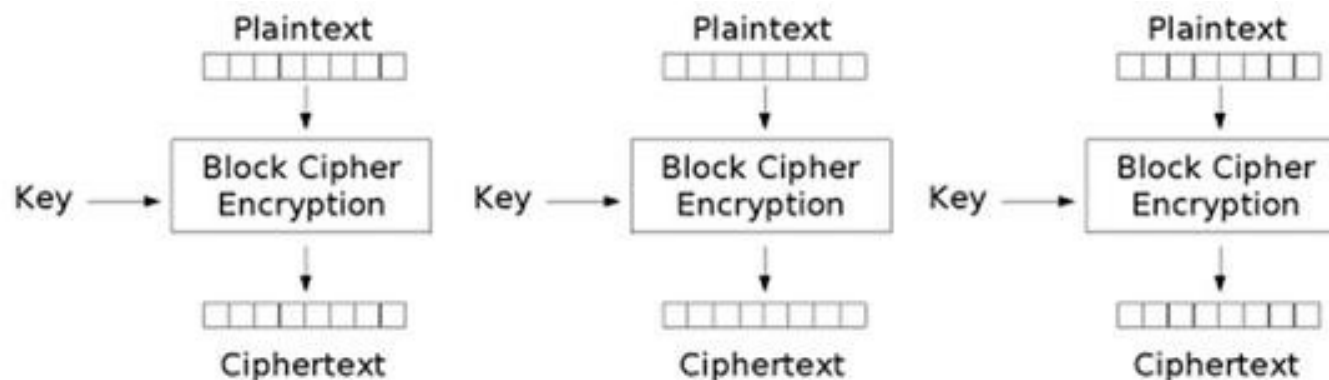 Plaintext Plaintext Plaintext
Block Cipher Block Cipher Block Cipher
Key Encryption Key Encryption Key Encryption
Ciphertext Ciphertext Ciphertext